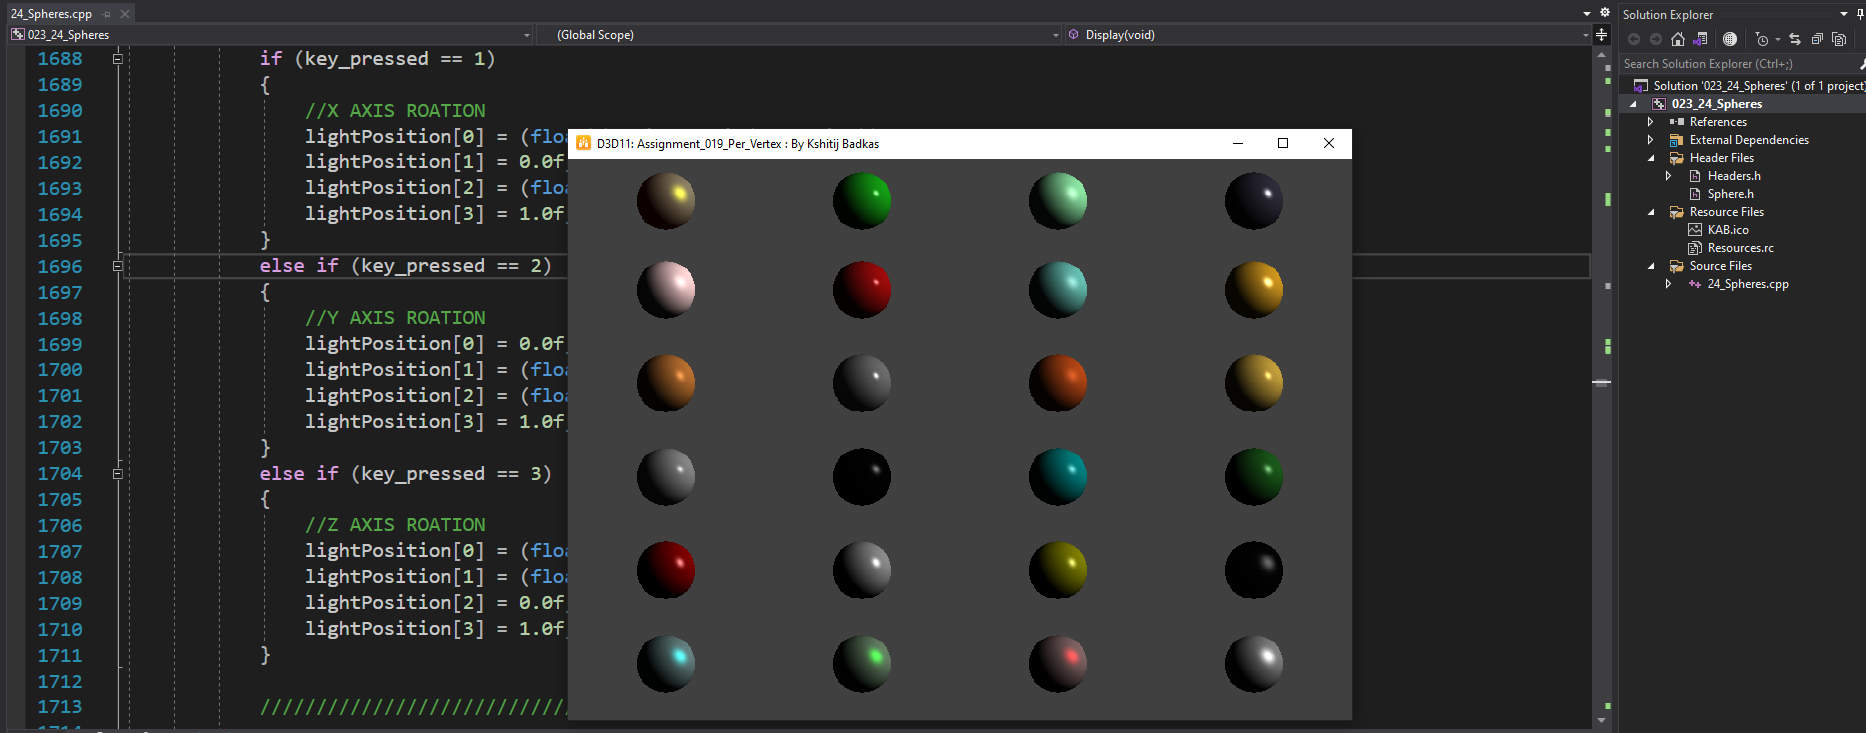 24_Spheres.cpp
023_24_Spheres
(Global Scope)
Display(void)
1688 if (key_pressed == 1)
1689 {
1690 //X AXIS ROATION
1691 lightPosition[0] = (floa
1692 lightPosition[1] = 0.0f
1693 lightPosition[2] = (floa
1694 lightPosition[3] = 1.0f
1695 }
1696 else if (key_pressed == 2)
1697 {
1698 //Y AXIS ROATION
1699 lightPosition[0] = 0.0f
1700 lightPosition[1] = (floa
1701 lightPosition[2] = (floa
1702 lightPosition[3] = 1.0f
1703 }
1704 else if (key_pressed == 3)
1705 {
1706 //Z AXIS ROATION
1707 lightPosition[0] = (floa
1708 lightPosition[1] = (floa
1709 lightPosition[2] = 0.0f
1710 lightPosition[3] = 1.0f
1711 }
1712
1713 ///////////////////////////
D3D11: Assignment_019_Per_Vertex : By Kshitij Badkas
Solution Explorer
Search Solution Explorer (Ctrl+;)
Solution '023_24_Spheres' (1 of 1 project)
023_24_Spheres
References
External Dependencies
Header Files
Headers.h
Sphere.h
Resource Files
KAB.ico
Resources.rc
Source Files
24_Spheres.cpp